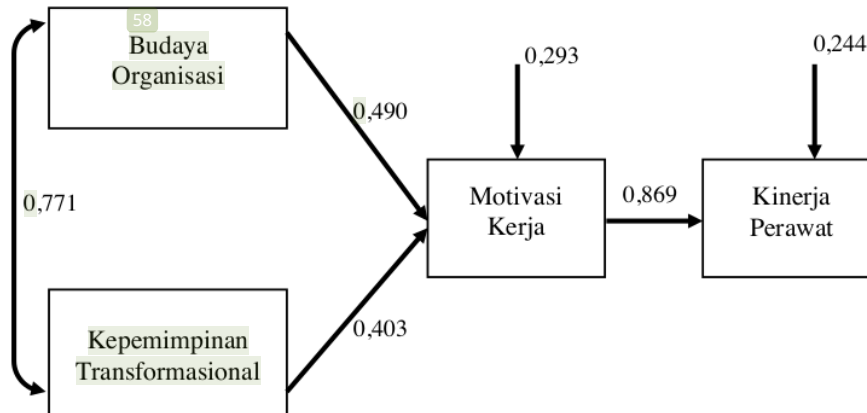 58
Budaya
Organisasi
0,293
0,244
0,490
0,771
Motivasi
Kerja
0,869
Kinerja
Perawat
0,403
Kepemimpinan
Transformasional